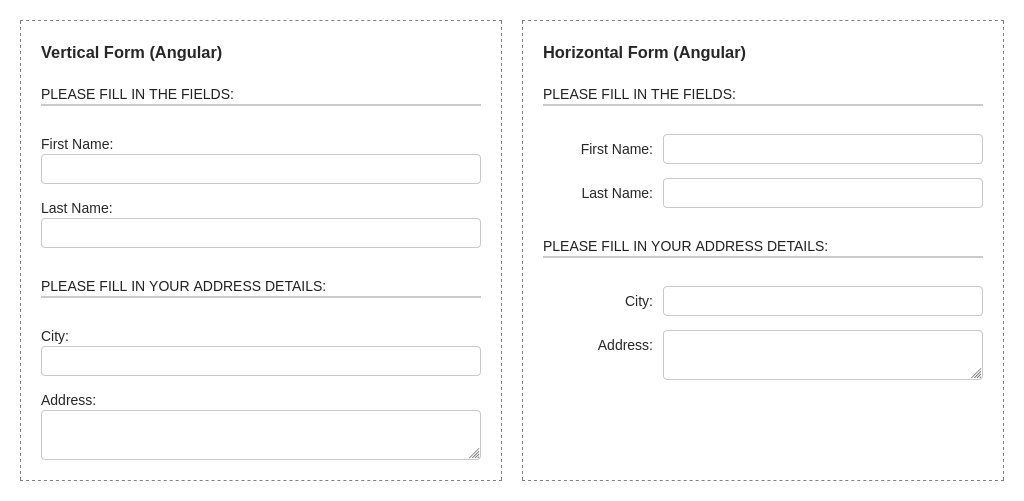 Vertical Form (Angular)
PLEASE FILL IN THE FIELDS:
First Name:
Last Name:
PLEASE FILL IN YOUR ADDRESS DETAILS:
City:
Address:
Horizontal Form (Angular)
PLEASE FILL IN THE FIELDS:
First Name:
Last Name:
PLEASE FILL IN YOUR ADDRESS DETAILS:
City:
Address: